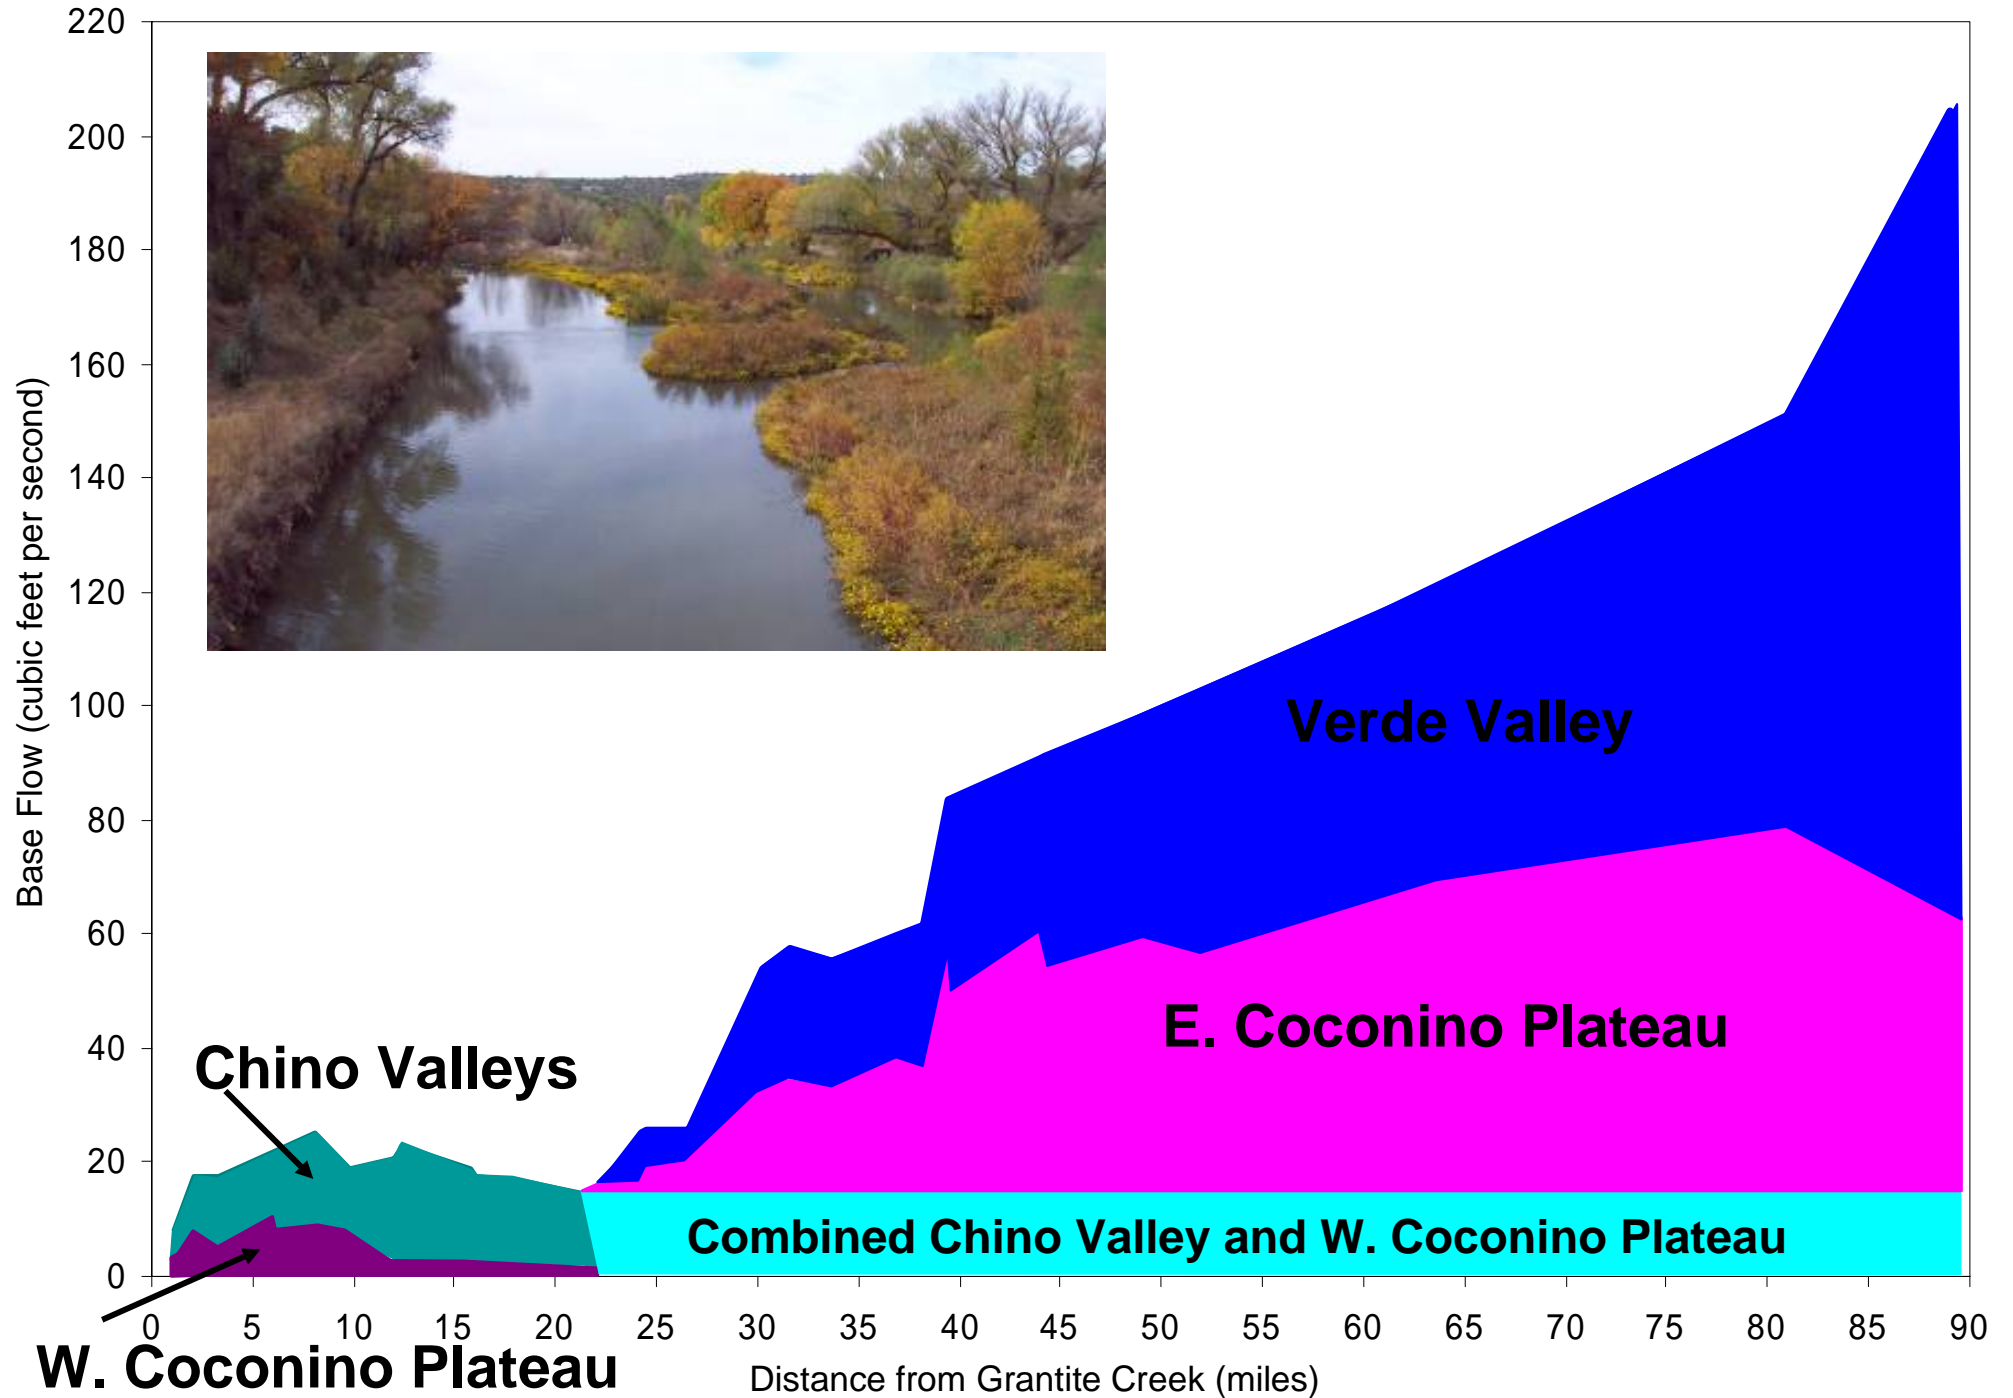 220
200
180
160
140
120
100
80
60
40
20
0
Base Flow (cubic feet per second)
Verde Valley
E. Coconino Plateau
Chino Valleys
Combined Chino Valley and W. Coconino Plateau
0 5 10 15 20 25 30 35 40 45 50 55 60 65 70 75 80 85 90
W. Coconino Plateau
Distance from Grantite Creek (miles)